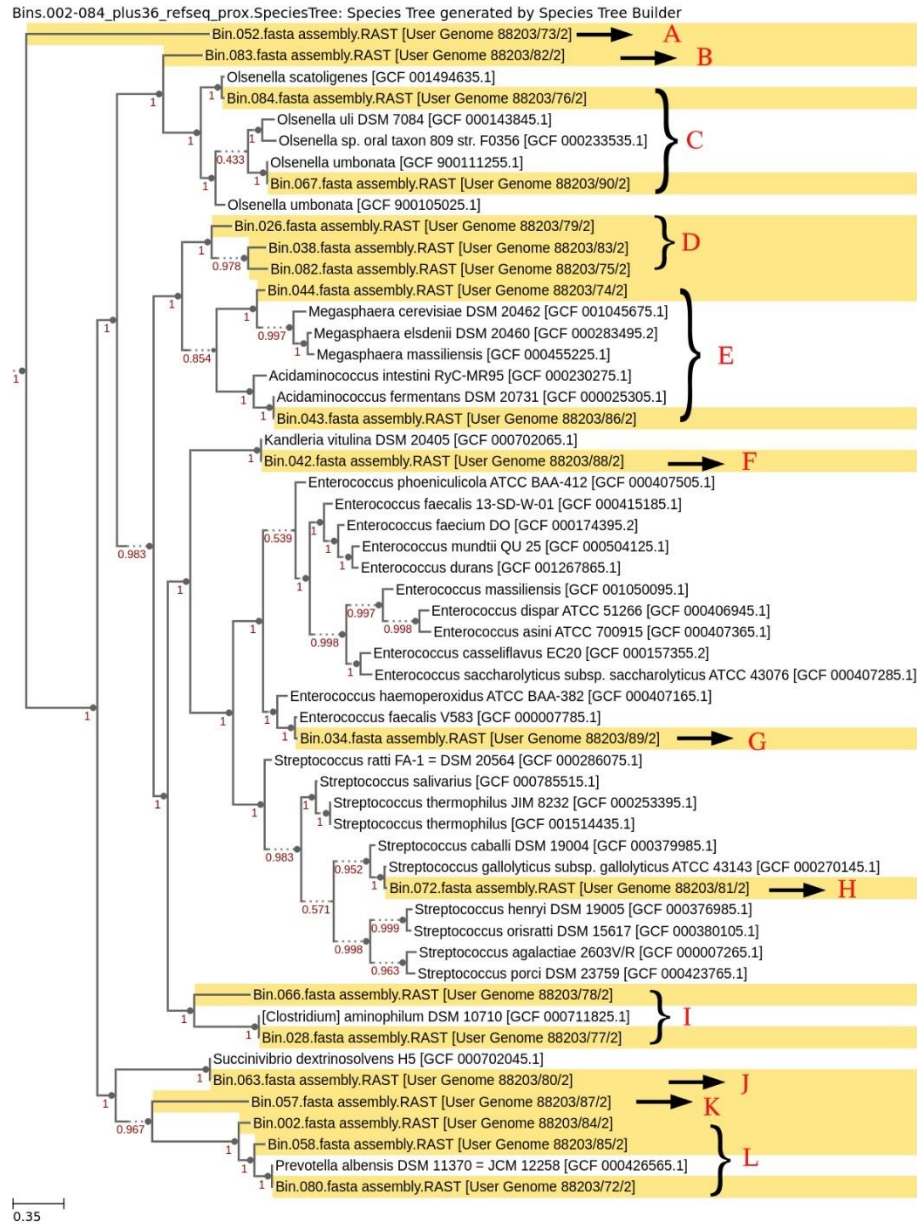 Bins.002-084_plus36_refseq_prox.SpeciesTree: Species Tree generated by Species Tree Builder
Bin.052.fasta assembly.RAST [User Genome 88203/73/2] A
Bin.083.fasta assembly.RAST [User Genome 88203/82/2] B
1
Olsenella scatoligenes [GCF 001494635.1]
1
Bin.084.fasta assembly.RAST [User Genome 88203/76/2]
Olsenella uli DSM 7084 [GCF 000143845.1]
1
1
Olsenella sp. oral taxon 809 str. F0356 [GCF 000233535.1]
C
0.433
Olsenella umbonata [GCF 900111255.1]
1
1
Bin.067.fasta assembly.RAST [User Genome 88203/90/2]
Olsenella umbonata [GCF 900105025.1]
Bin.026.fasta assembly.RAST [User Genome 88203/79/2]
1
Bin.038.fasta assembly.RAST [User Genome 88203/83/2]
D
0.978
Bin.082.fasta assembly.RAST [User Genome 88203/75/2]
Bin.044.fasta assembly.RAST [User Genome 88203/74/2]
1
1
Megasphaera cerevisiae DSM 20462 [GCF 001045675.1]
1
0.997
Megasphaera elsdenii DSM 20460 [GCF 000283495.2]
0.854
1
Megasphaera massiliensis [GCF 000455225.1]
E
1
Acidaminococcus intestini RyC-MR95 [GCF 000230275.1]
1
Acidaminococcus fermentans DSM 20731 [GCF 000025305.1]
1
Bin.043.fasta assembly.RAST [User Genome 88203/86/2]
Kandleria vitulina DSM 20405 [GCF 000702065.1]
1
Bin.042.fasta assembly.RAST [User Genome 88203/88/2] F
Enterococcus phoeniculicola ATCC BAA-412 [GCF 000407505.1]
Enterococcus faecalis 13-SD-W-01 [GCF 000415185.1]
1
Enterococcus faecium DO [GCF 000174395.2]
0.539
1
Enterococcus mundtii QU 25 [GCF 000504125.1]
0.983
1
Enterococcus durans [GCF 001267865.1]
1
1
Enterococcus massiliensis [GCF 001050095.1]
0.997
Enterococcus dispar ATCC 51266 [GCF 000406945.1]
0.998
Enterococcus asini ATCC 700915 [GCF 000407365.1]
1
0.998
Enterococcus casseliflavus EC20 [GCF 000157355.2]
1
Enterococcus saccharolyticus subsp. saccharolyticus ATCC 43076 [GCF 000407285.1]
Enterococcus haemoperoxidus ATCC BAA-382 [GCF 000407165.1]
1
1
Enterococcus faecalis V583 [GCF 000007785.1]
1
1
Bin.034.fasta assembly.RAST [User Genome 88203/89/2] G
Streptococcus ratti FA-1 = DSM 20564 [GCF 000286075.1]
Streptococcus salivarius [GCF 000785515.1]
1
Streptococcus thermophilus JIM 8232 [GCF 000253395.1]
1
1
1
Streptococcus thermophilus [GCF 001514435.1]
Streptococcus caballi DSM 19004 [GCF 000379985.1]
0.983
0.952
Streptococcus gallolyticus subsp. gallolyticus ATCC 43143 [GCF 000270145.1]
1
Bin.072.fasta assembly.RAST [User Genome 88203/81/2] H
0.571
Streptococcus henryi DSM 19005 [GCF 000376985.1]
0.999
Streptococcus orisratti DSM 15617 [GCF 000380105.1]
0.998
Streptococcus agalactiae 2603V/R [GCF 000007265.1]
0.963
Streptococcus porci DSM 23759 [GCF 000423765.1]
Bin.066.fasta assembly.RAST [User Genome 88203/78/2]
1
[Clostridium] aminophilum DSM 10710 [GCF 000711825.1]
I
1
Bin.028.fasta assembly.RAST [User Genome 88203/77/2]
Succinivibrio dextrinosolvens H5 [GCF 000702045.1]
1
Bin.063.fasta assembly.RAST [User Genome 88203/80/2] J
1
Bin.057.fasta assembly.RAST [User Genome 88203/87/2] K
0.967
Bin.002.fasta assembly.RAST [User Genome 88203/84/2]
1
Bin.058.fasta assembly.RAST [User Genome 88203/85/2]
1
Prevotella albensis DSM 11370 = JCM 12258 [GCF 000426565.1]
L
1
Bin.080.fasta assembly.RAST [User Genome 88203/72/2]
0.35